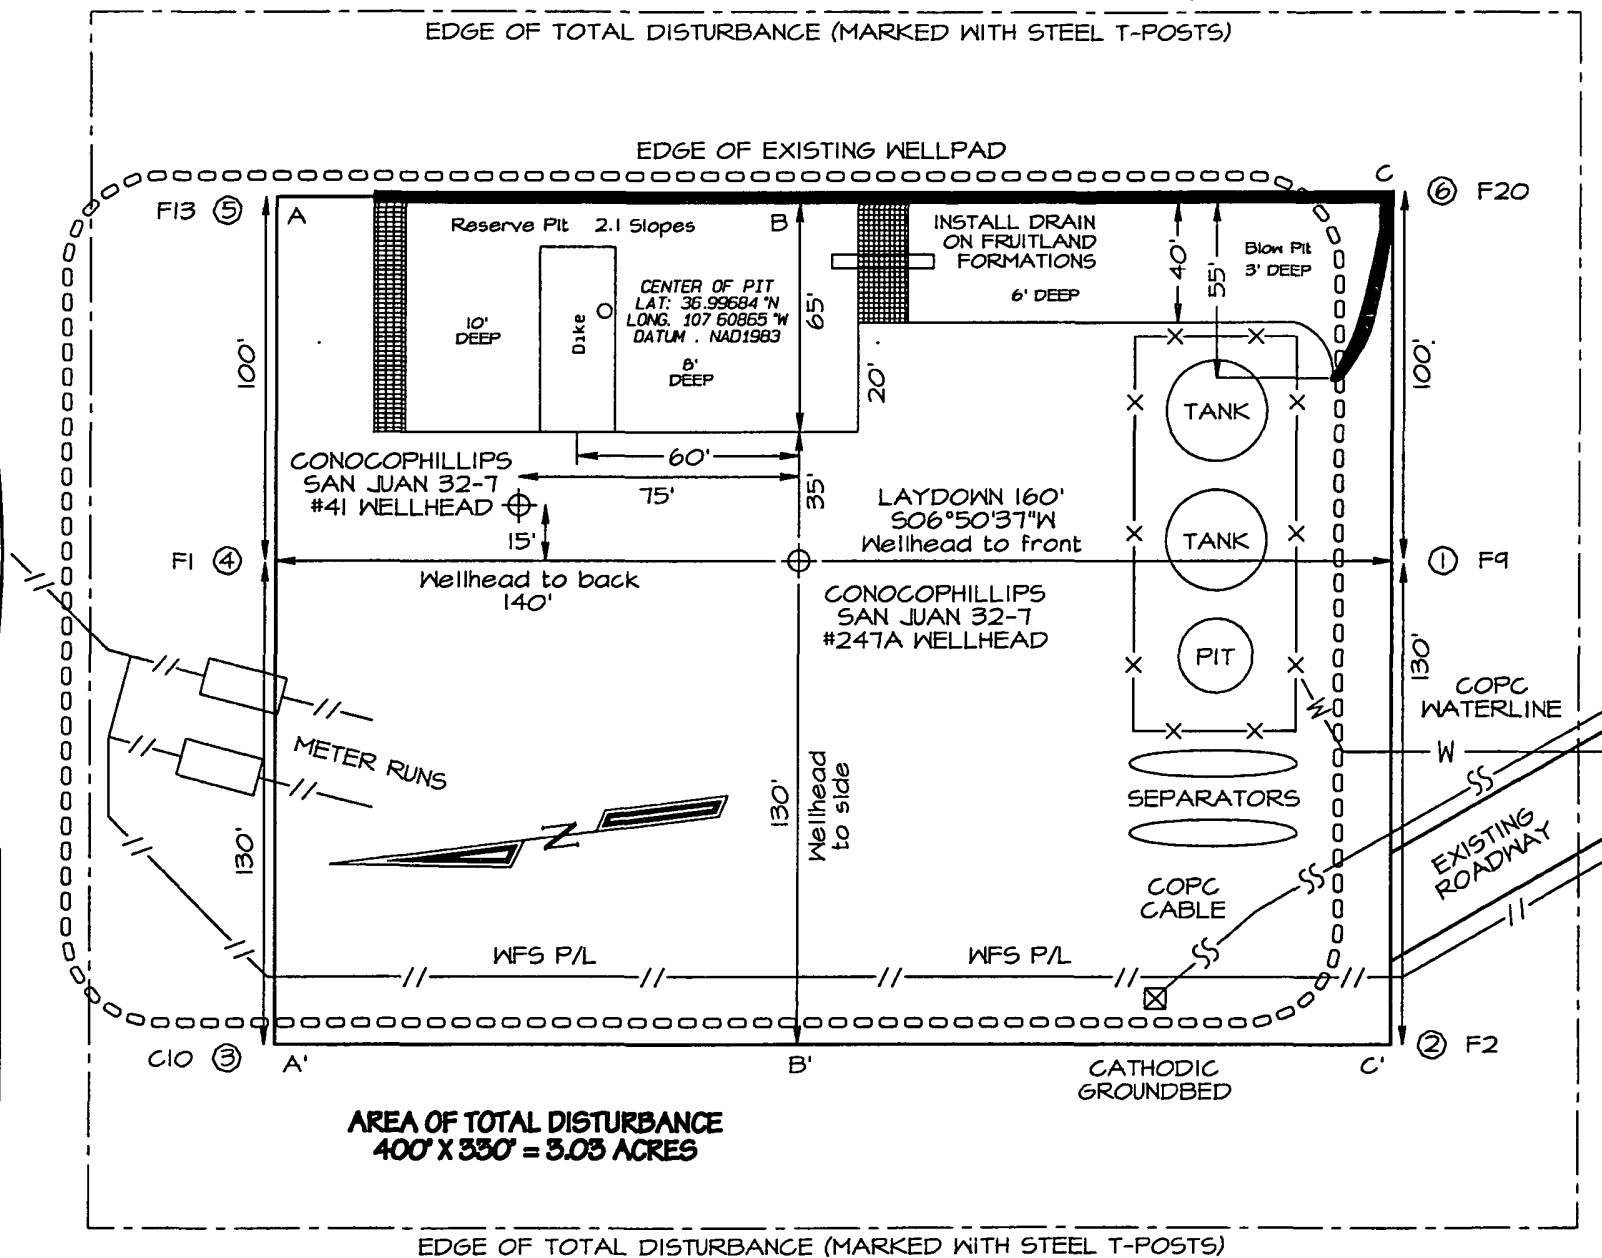 EDGE OF TOTAL DISTURBANCE (MARKED WITH STEEL T-POSTS)
EDGE OF EXISTING WELLPAD
C
F13 ⑤
A
Reserve Pit 2.1 Slopes
B
INSTALL DRAIN
ON FRUITLAND
FORMATIONS
6' DEEP
40'
55'
Blow Pit
3' DEEP
⑥ F20
CENTER OF PIT
LAT: 36.99684 °N
LONG. 107 60865 °W
DATUM . NAD1983
10'
DEEP
Dike
8'
DEEP
65'
20'
100'
100'
TANK
CONOCOPHILLIPS
SAN JUAN 32-7
#41 WELLHEAD
60'
75'
35'
15'
LAYDOWN 160'
S06°50'37"W
Wellhead to front
TANK
F1 ④
① F9
Wellhead to back
140'
CONOCOPHILLIPS
SAN JUAN 32-7
#247A WELLHEAD
PIT
130'
COPC
WATERLINE
W
W
METER RUNS
SS
130'
Wellhead
to side
SEPARATORS
N
130'
EXISTING
ROADWAY
SS
COPC
CABLE
SS
WFS P/L
WFS P/L
C10 ③
A'
B'
C'
② F2
CATHODIC
GROUNDBED
AREA OF TOTAL DISTURBANCE
400' X 330' = 3.03 ACRES
EDGE OF TOTAL DISTURBANCE (MARKED WITH STEEL T-POSTS)